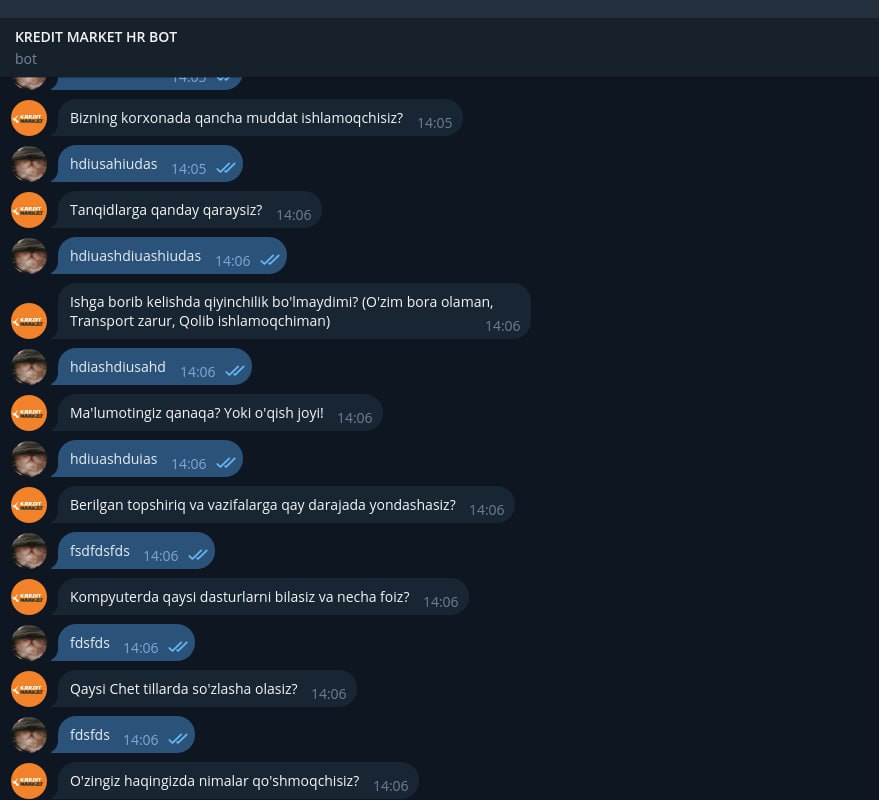 KREDIT MARKET HR BOT
bot
14:05
Bizning korxonada qancha muddat ishlamoqchisiz? 14:05
hdiusahiudas 14:05
Tanqidlarga qanday qaraysiz? 14:06
hdiuashdiuashiudas 14:06
Ishga borib kelishda qiyinchilik bo'lmaydimi? (O'zim bora olaman,
Transport zarur, Qolib ishlamoqchiman) 14:06
hdiashdiusahd 14:06
Ma'lumotingiz qanaqa? Yoki o'qish joyi! 14:06
hdiuashduias 14:06
Berilgan topshiriq va vazifalarga qay darajada yondashasiz? 14:06
fsdfdsfds 14:06
Kompyuterda qaysi dasturlarni bilasiz va necha foiz? 14:06
fdsfds 14:06
Qaysi Chet tillarda so'zlasha olasiz? 14:06
fdsfds 14:06
O'zingiz haqingizda nimalar qo'shmoqchisiz? 14:06